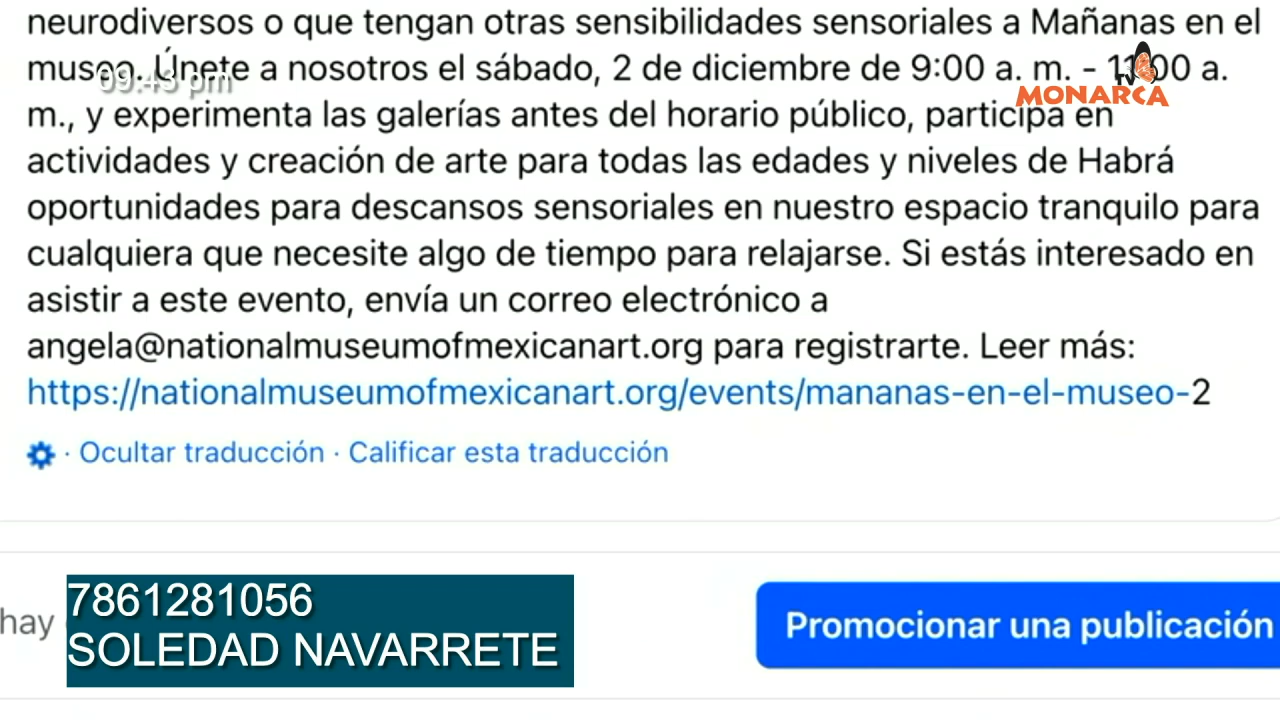 neurodiversos o que tengan otras sensibilidades sensoriales a Mañanas en el
museo. Únete a nosotros el sábado, 2 de diciembre de 9:00 a. m. - 11:00 a.
09:43 pm
TV
MONARCA
m., y experimenta las galerías antes del horario público, participa en
actividades y creación de arte para todas las edades y niveles de Habrá
oportunidades para descansos sensoriales en nuestro espacio tranquilo para
cualquiera que necesite algo de tiempo para relajarse. Si estás interesado en
asistir a este evento, envía un correo electrónico a
angela@nationalmuseumofmexicanart.org para registrarte. Leer más:
https://nationalmuseumofmexicanart.org/events/mananas-en-el-museo-2
· Ocultar traducción · Calificar esta traducción
hay
7861281056
SOLEDAD NAVARRETE
Promocionar una publicación